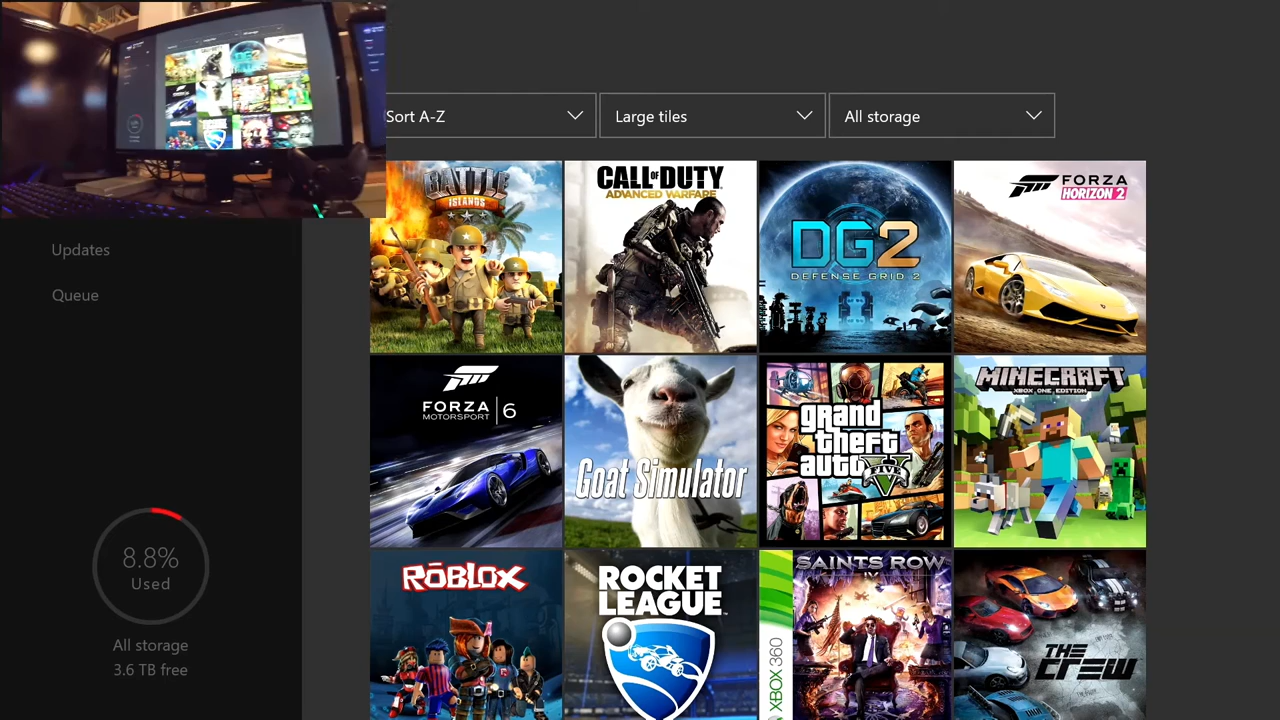 Sort A-Z
Large tiles
All storage
Updates
Queue
8.8%
Used
All storage
3.6 TB free
BATTLE
ISLANDS
CALL OF DUTY
ADVANCED WARFARE
DG2
DEFENSE GRID 2
FORZA
HORIZON 2
FORZA
MOTORSPORT
6
Goat Simulator
grand
theft
auto
V
FIVE
MINECRAFT
XBOX ONE EDITION
ROBLOX
ROCKET
LEAGUE
XBOX 360
SAINTS ROW
IV
THE
CREW